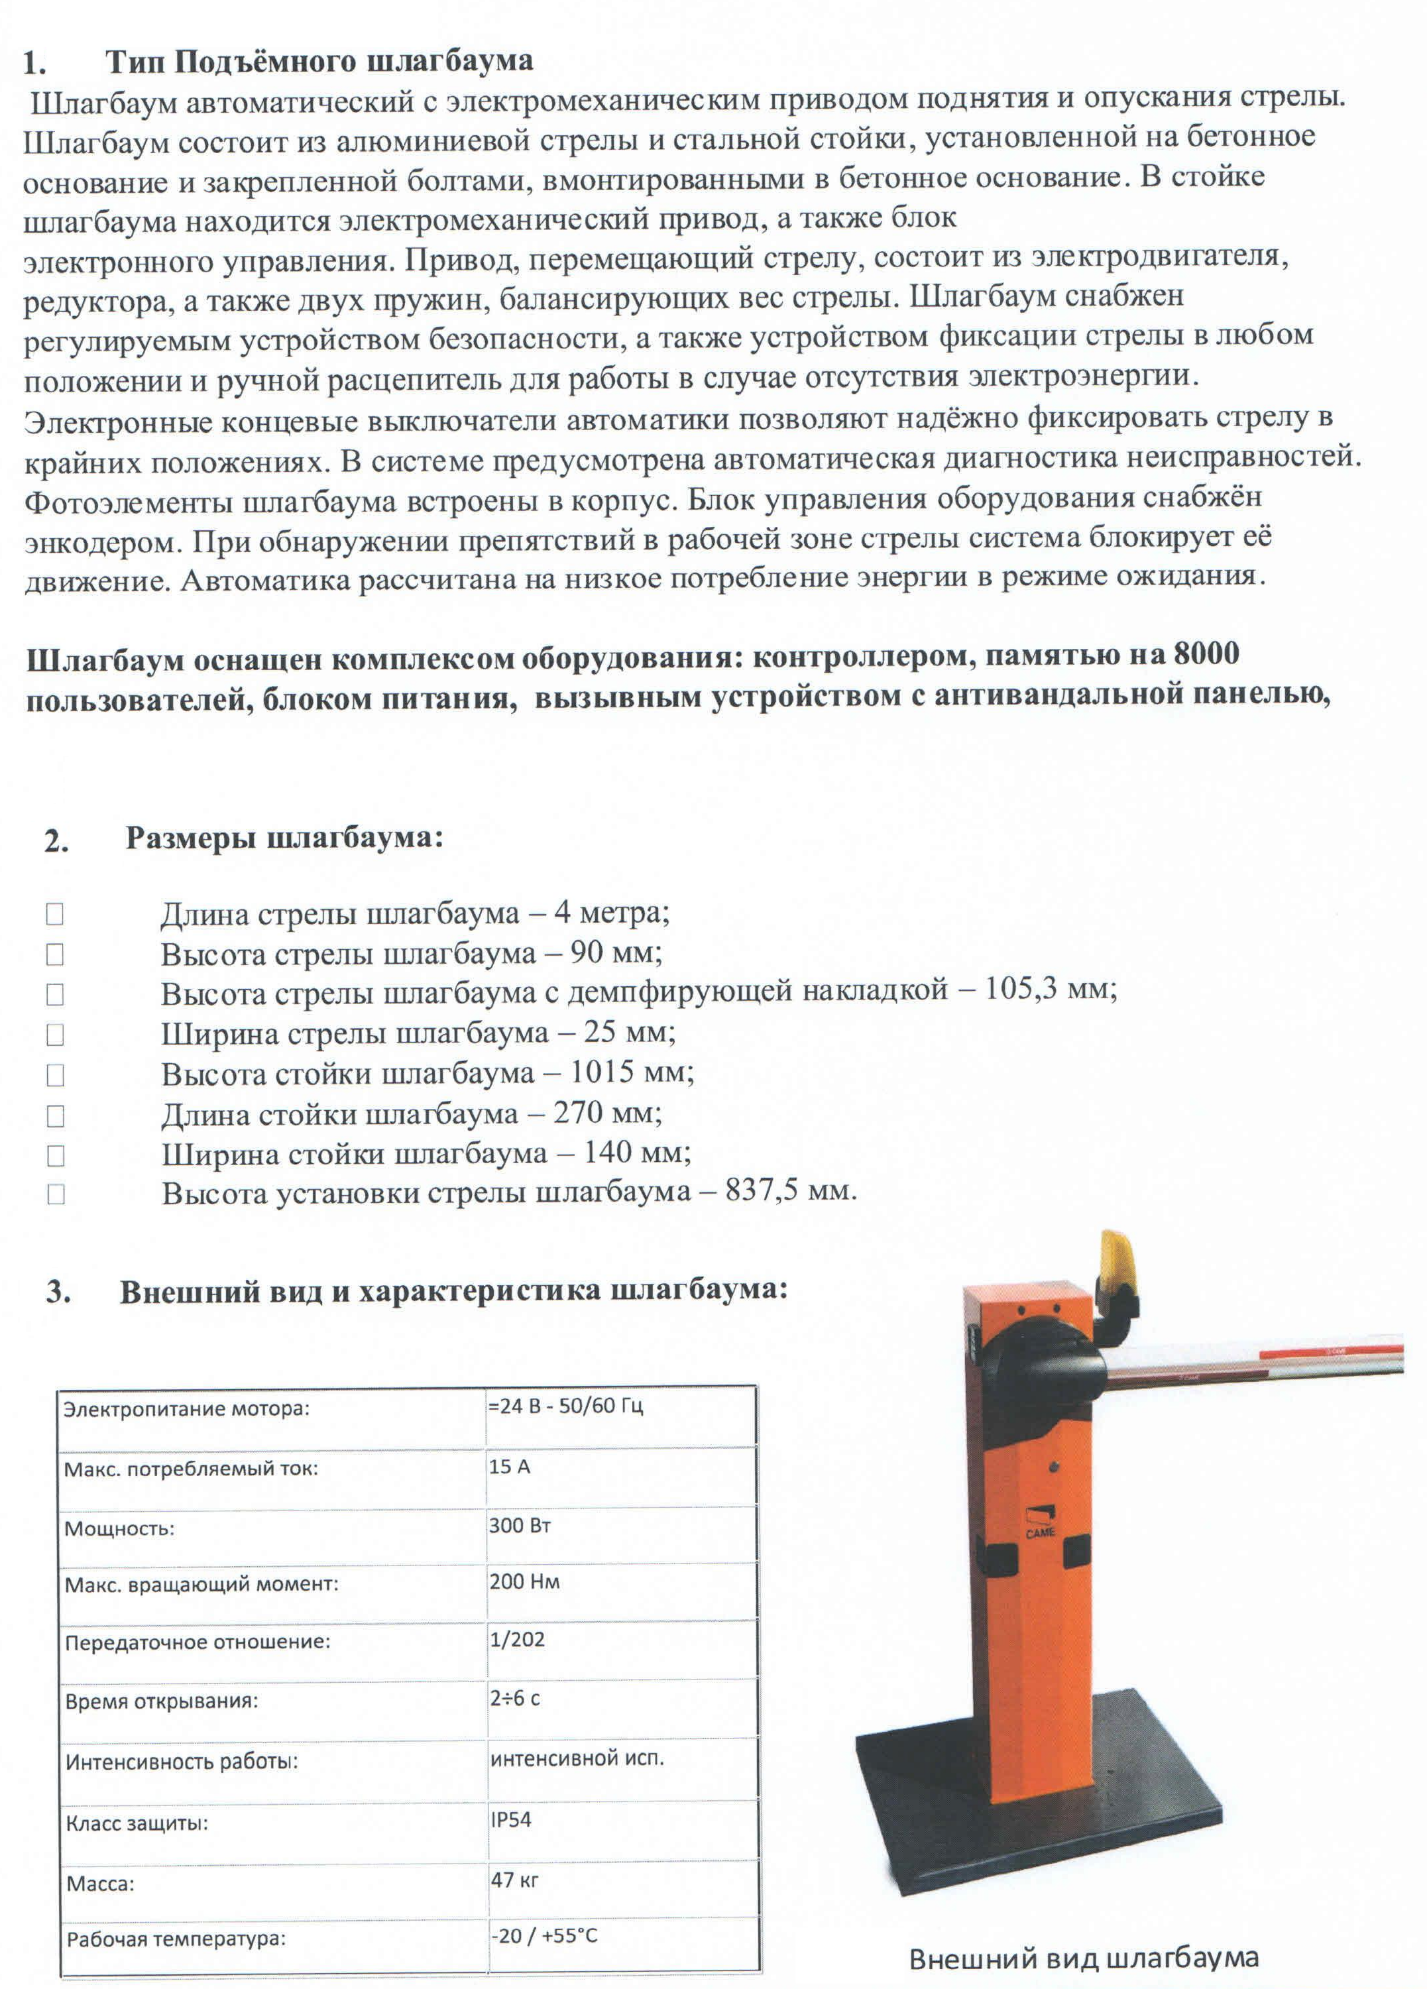 1. Тип Подъёмного шлагбаума
Шлагбаум автоматический с электромеханическим приводом поднятия и опускания стрелы.
Шлагбаум состоит из алюминиевой стрелы и стальной стойки, установленной на бетонное
основание и закрепленной болтами, вмонтированными в бетонное основание. В стойке
шлагбаума находится электромеханический привод, а также блок
электронного управления. Привод, перемещающий стрелу, состоит из электродвигателя,
редуктора, а также двух пружин, балансирующих вес стрелы. Шлагбаум снабжен
регулируемым устройством безопасности, а также устройством фиксации стрелы в любом
положении и ручной расцепитель для работы в случае отсутствия электроэнергии.
Электронные концевые выключатели автоматики позволяют надёжно фиксировать стрелу в
крайних положениях. В системе предусмотрена автоматическая диагностика неисправностей.
Фотоэлементы шлагбаума встроены в корпус. Блок управления оборудования снабжён
энкодером. При обнаружении препятствий в рабочей зоне стрелы система блокирует её
движение. Автоматика рассчитана на низкое потребление энергии в режиме ожидания.
Шлагбаум оснащен комплексом оборудования: контроллером, памятью на 8000
пользователей, блоком питания, вызывным устройством с антивандальной панелью,
2. Размеры шлагбаума:
Длина стрелы шлагбаума – 4 метра;
Высота стрелы шлагбаума – 90 мм;
Высота стрелы шлагбаума с демпфирующей накладкой – 105,3 мм;
Ширина стрелы шлагбаума – 25 мм;
Высота стойки шлагбаума – 1015 мм;
Длина стойки шлагбаума – 270 мм;
Ширина стойки шлагбаума – 140 мм;
Высота установки стрелы шлагбаума – 837,5 мм.
3. Внешний вид и характеристика шлагбаума:
Электропитание мотора: =24 В - 50/60 Гц
Макс. потребляемый ток: 15 А
Мощность: 300 Вт
Макс. вращающий момент: 200 Нм
Передаточное отношение: 1/202
Время открывания: 2÷6 с
Интенсивность работы: интенсивной исп.
Класс защиты: IP54
Масса: 47 кг
Рабочая температура: -20 / +55°C
CAME
Внешний вид шлагбаума